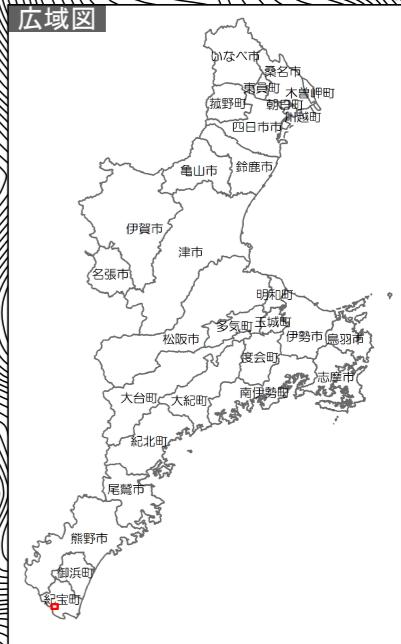 広域図
いなべ市
桑名市
東員町
木曽岬町
菰野町
朝日町
川越町
四日市市
亀山市
鈴鹿市
伊賀市
津市
名張市
明和町
松阪市
多気町
玉城町
伊勢市
鳥羽市
度会町
志摩市
大台町
大紀町
南伊勢町
紀北町
尾鷲市
熊野市
御浜町
紀宝町